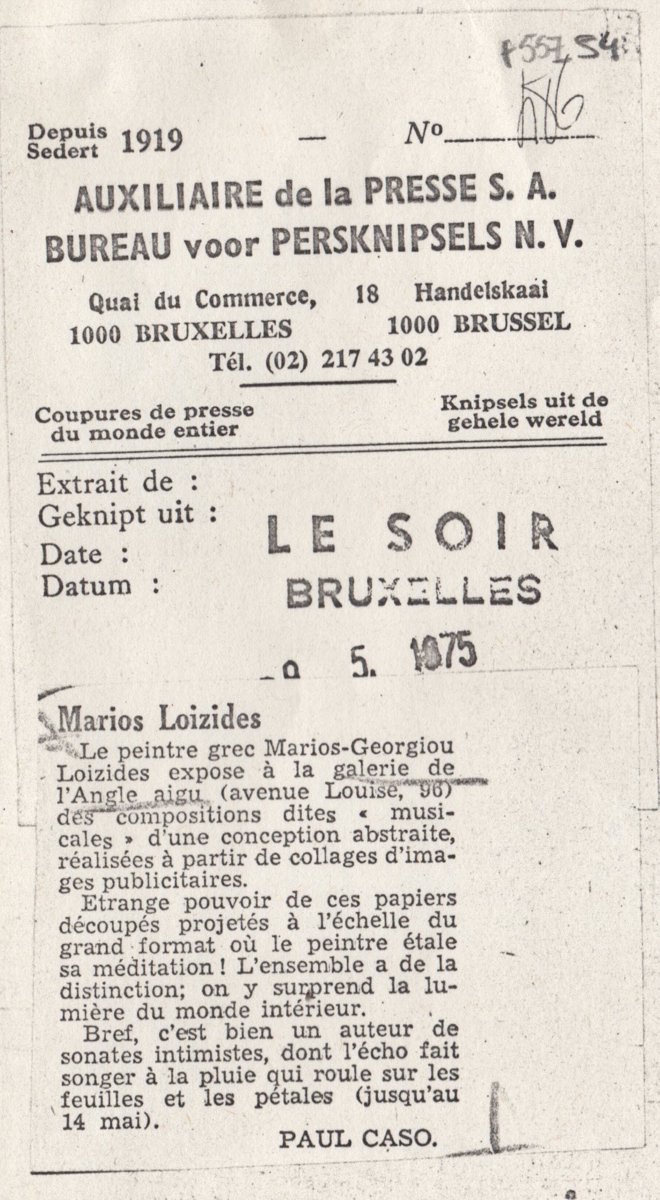 Depuis
Sedert 1919 — Nº
AUXILIAIRE de la PRESSE S. A.
BUREAU voor PERSKNIPSELS N. V.
Quai du Commerce, 18 Handelskaai
1000 BRUXELLES 1000 BRUSSEL
Tél. (02) 217 43 02
Coupures de presse
du monde entier
Knipsels uit de
gehele wereld
Extrait de :
Geknipt uit :
Date :
Datum :
LE SOIR
BRUXELLES
5. 1975
Marios Loizides
Le peintre grec Marios-Georgiou
Loizides expose à la galerie de
l'Angle aigu (avenue Louise, 96)
des compositions dites « musi-
cales » d'une conception abstraite,
réalisées à partir de collages d'ima-
ges publicitaires.
Etrange pouvoir de ces papiers
découpés projetés à l'échelle du
grand format où le peintre étale
sa méditation ! L'ensemble a de la
distinction; on y surprend la lu-
mière du monde intérieur.
Bref, c'est bien un auteur de
sonates intimistes, dont l'écho fait
songer à la pluie qui roule sur les
feuilles et les pétales (jusqu'au
14 mai).
PAUL CASO.